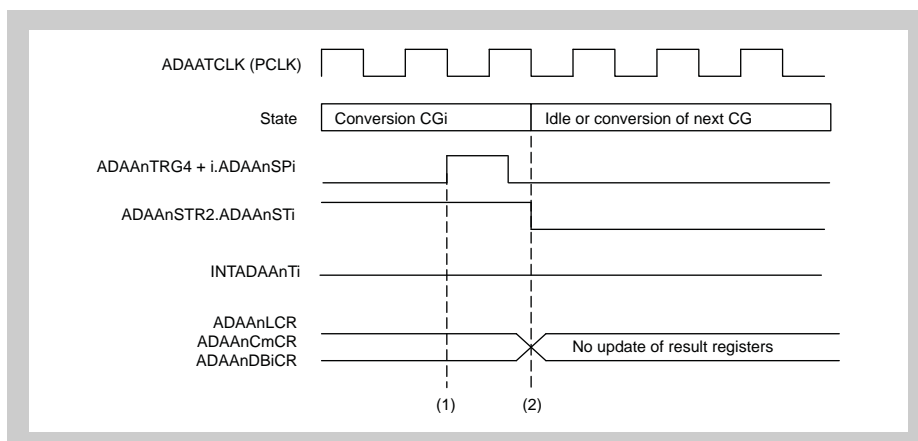 ADAATCLK (PCLK)
State
Conversion CGi
Idle or conversion of next CG
ADAAnTRG4 + i.ADAAnSPi
ADAAnSTR2.ADAAnSTi
INTADAAnTi
ADAAnLCR
ADAAnCmCR
ADAAnDBiCR
No update of result registers
(1)
(2)